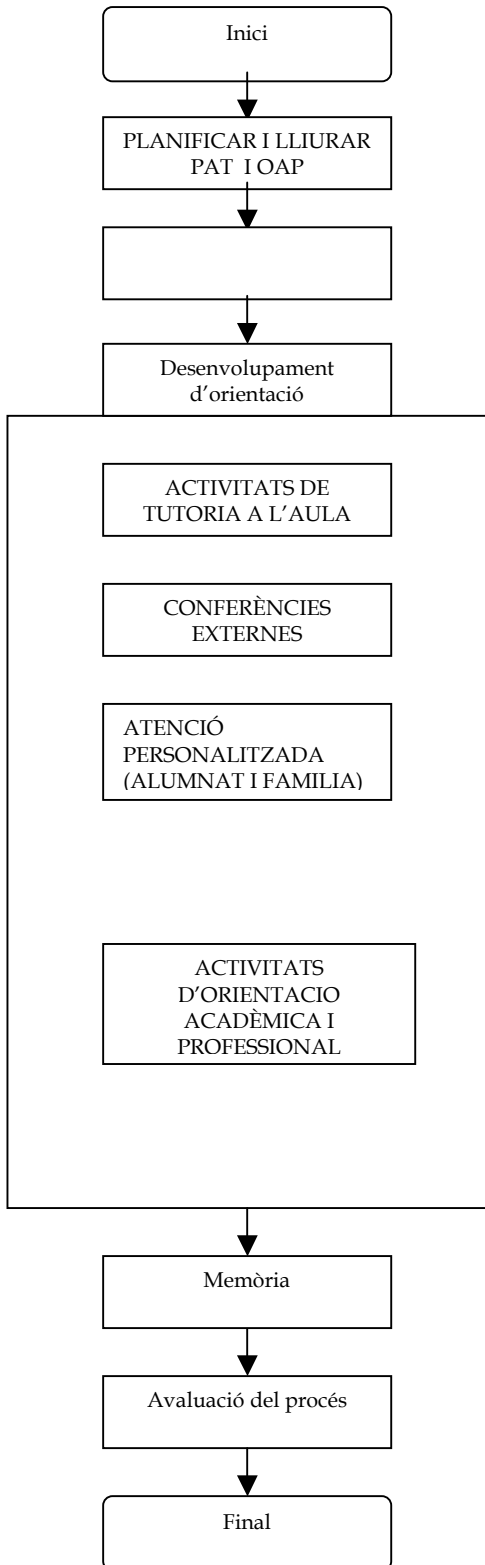 Inici
PLANIFICAR I LLIURAR
PAT I OAP
Desenvolupament
d’orientació
ACTIVITATS DE
TUTORIA A L’AULA
CONFERÈNCIES
EXTERNES
ATENCIÓ
PERSONALITZADA
(ALUMNAT I FAMILIA)
ACTIVITATS
D’ORIENTACIO
ACADÈMICA I
PROFESSIONAL
Memòria
Avaluació del procés
Final